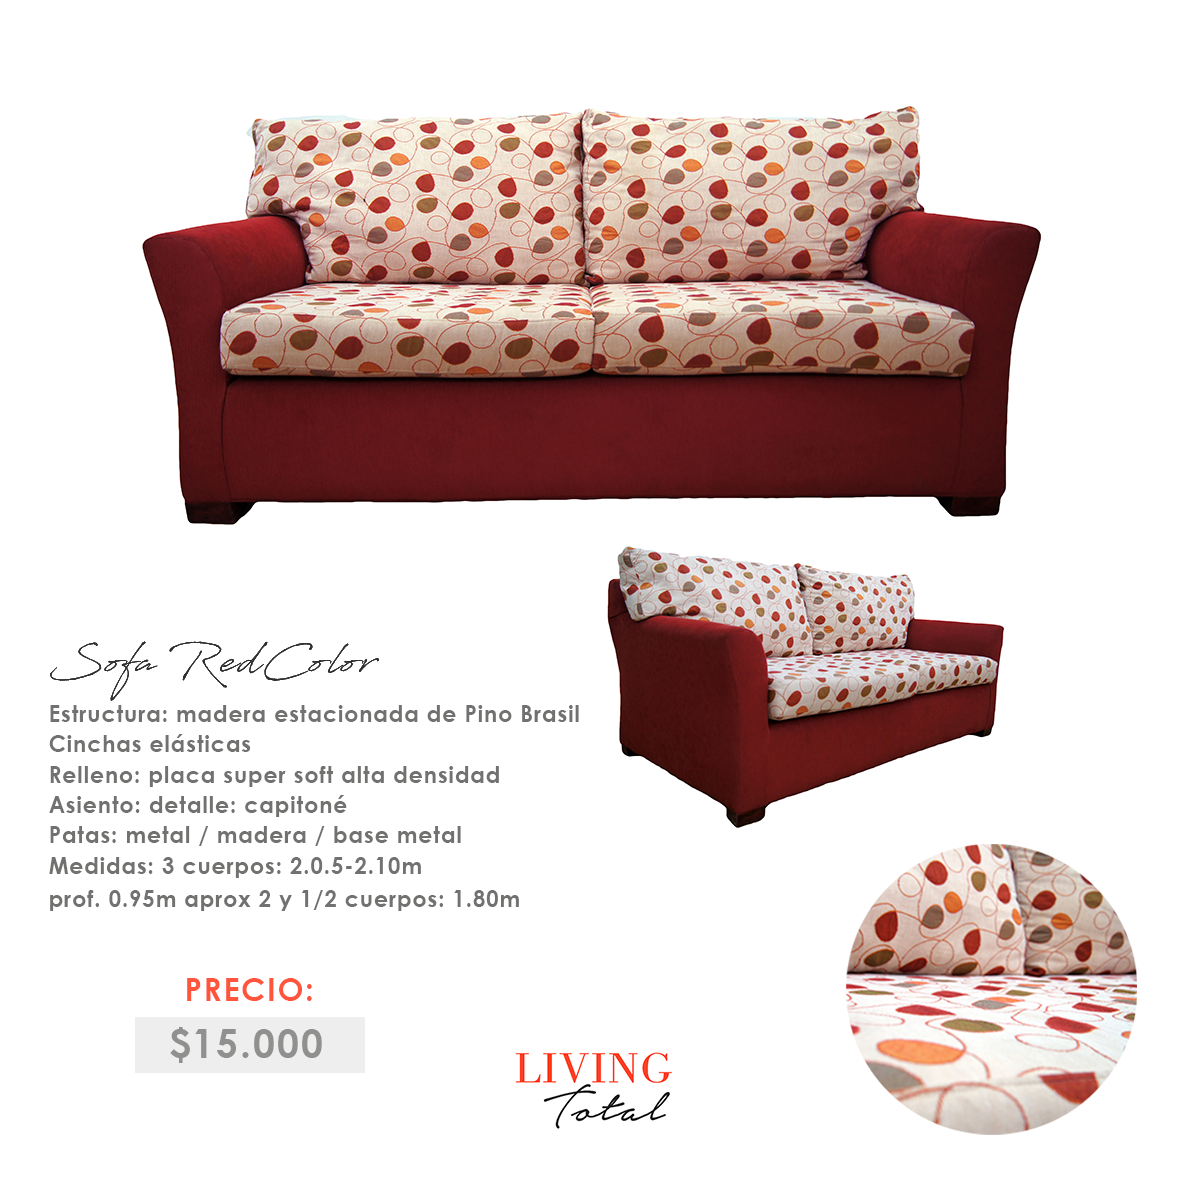 Sofa RedColor
Estructura: madera estacionada de Pino Brasil
Cinchas elásticas
Relleno: placa super soft alta densidad
Asiento: detalle: capitoné
Patas: metal / madera / base metal
Medidas: 3 cuerpos: 2.0.5-2.10m
prof. 0.95m aprox 2 y 1/2 cuerpos: 1.80m
PRECIO:
$15.000
LIVING
Total